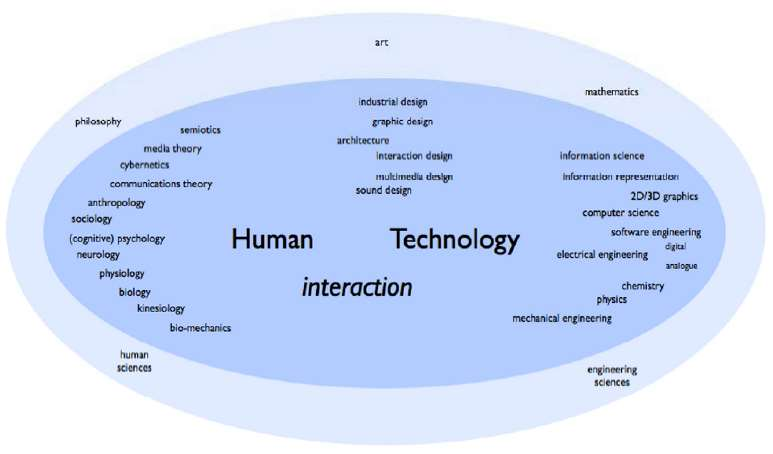 art
mathematics
philosophy
industrial design
graphic design
architecture
interaction design
multimedia design
sound design
semiotics
media theory
cybernetics
communications theory
anthropology
sociology
(cognitive) psychology
neurology
physiology
biology
kinesiology
bio-mechanics
information science
information representation
2D/3D graphics
computer science
software engineering
digital
electrical engineering
analogue
chemistry
physics
mechanical engineering
Human Technology
interaction
human
sciences
engineering
sciences